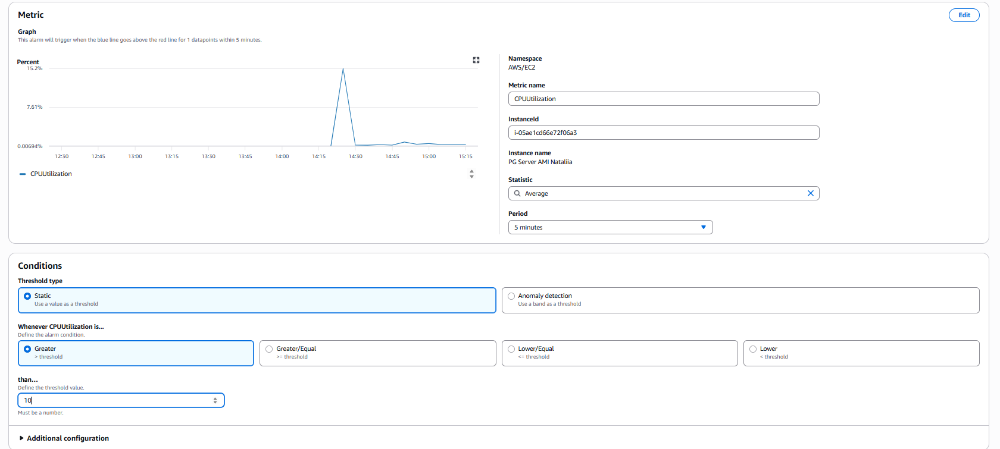 Metric
Edit
Graph
This alarm will trigger when the blue line goes above the red line for 1 datapoints within 5 minutes.
Percent
15.2%
7.61%
0.00694%
12:30 12:45 13:00 13:15 13:30 13:45 14:00 14:15 14:30 14:45 15:00 15:15
CPUUtilization
Namespace
AWS/EC2
Metric name
CPUUtilization
InstanceId
i-05ae1cd66e72f06a3
Instance name
PG Server AMI Nataliia
Statistic
Average
Period
5 minutes
Conditions
Threshold type
Static
Use a value as a threshold
Anomaly detection
Use a band as a threshold
Whenever CPUUtilization is...
Define the alarm condition.
Greater
> threshold
Greater/Equal
>= threshold
Lower/Equal
<= threshold
Lower
< threshold
than...
Define the threshold value.
10
Must be a number.
Additional configuration